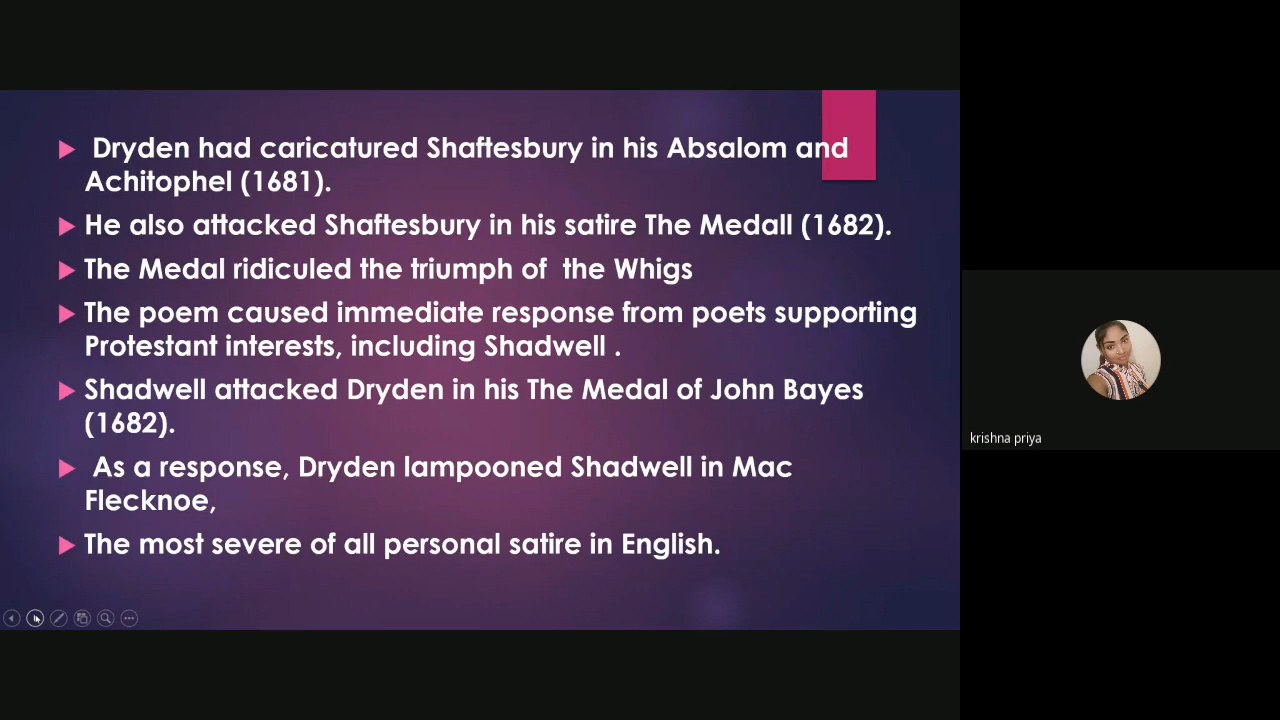 Dryden had caricatured Shaftesbury in his Absalom and
Achitophel (1681).
He also attacked Shaftesbury in his satire The Medall (1682).
The Medal ridiculed the triumph of the Whigs
The poem caused immediate response from poets supporting
Protestant interests, including Shadwell .
Shadwell attacked Dryden in his The Medal of John Bayes
(1682).
As a response, Dryden lampooned Shadwell in Mac
Flecknoe,
The most severe of all personal satire in English.
krishna priya